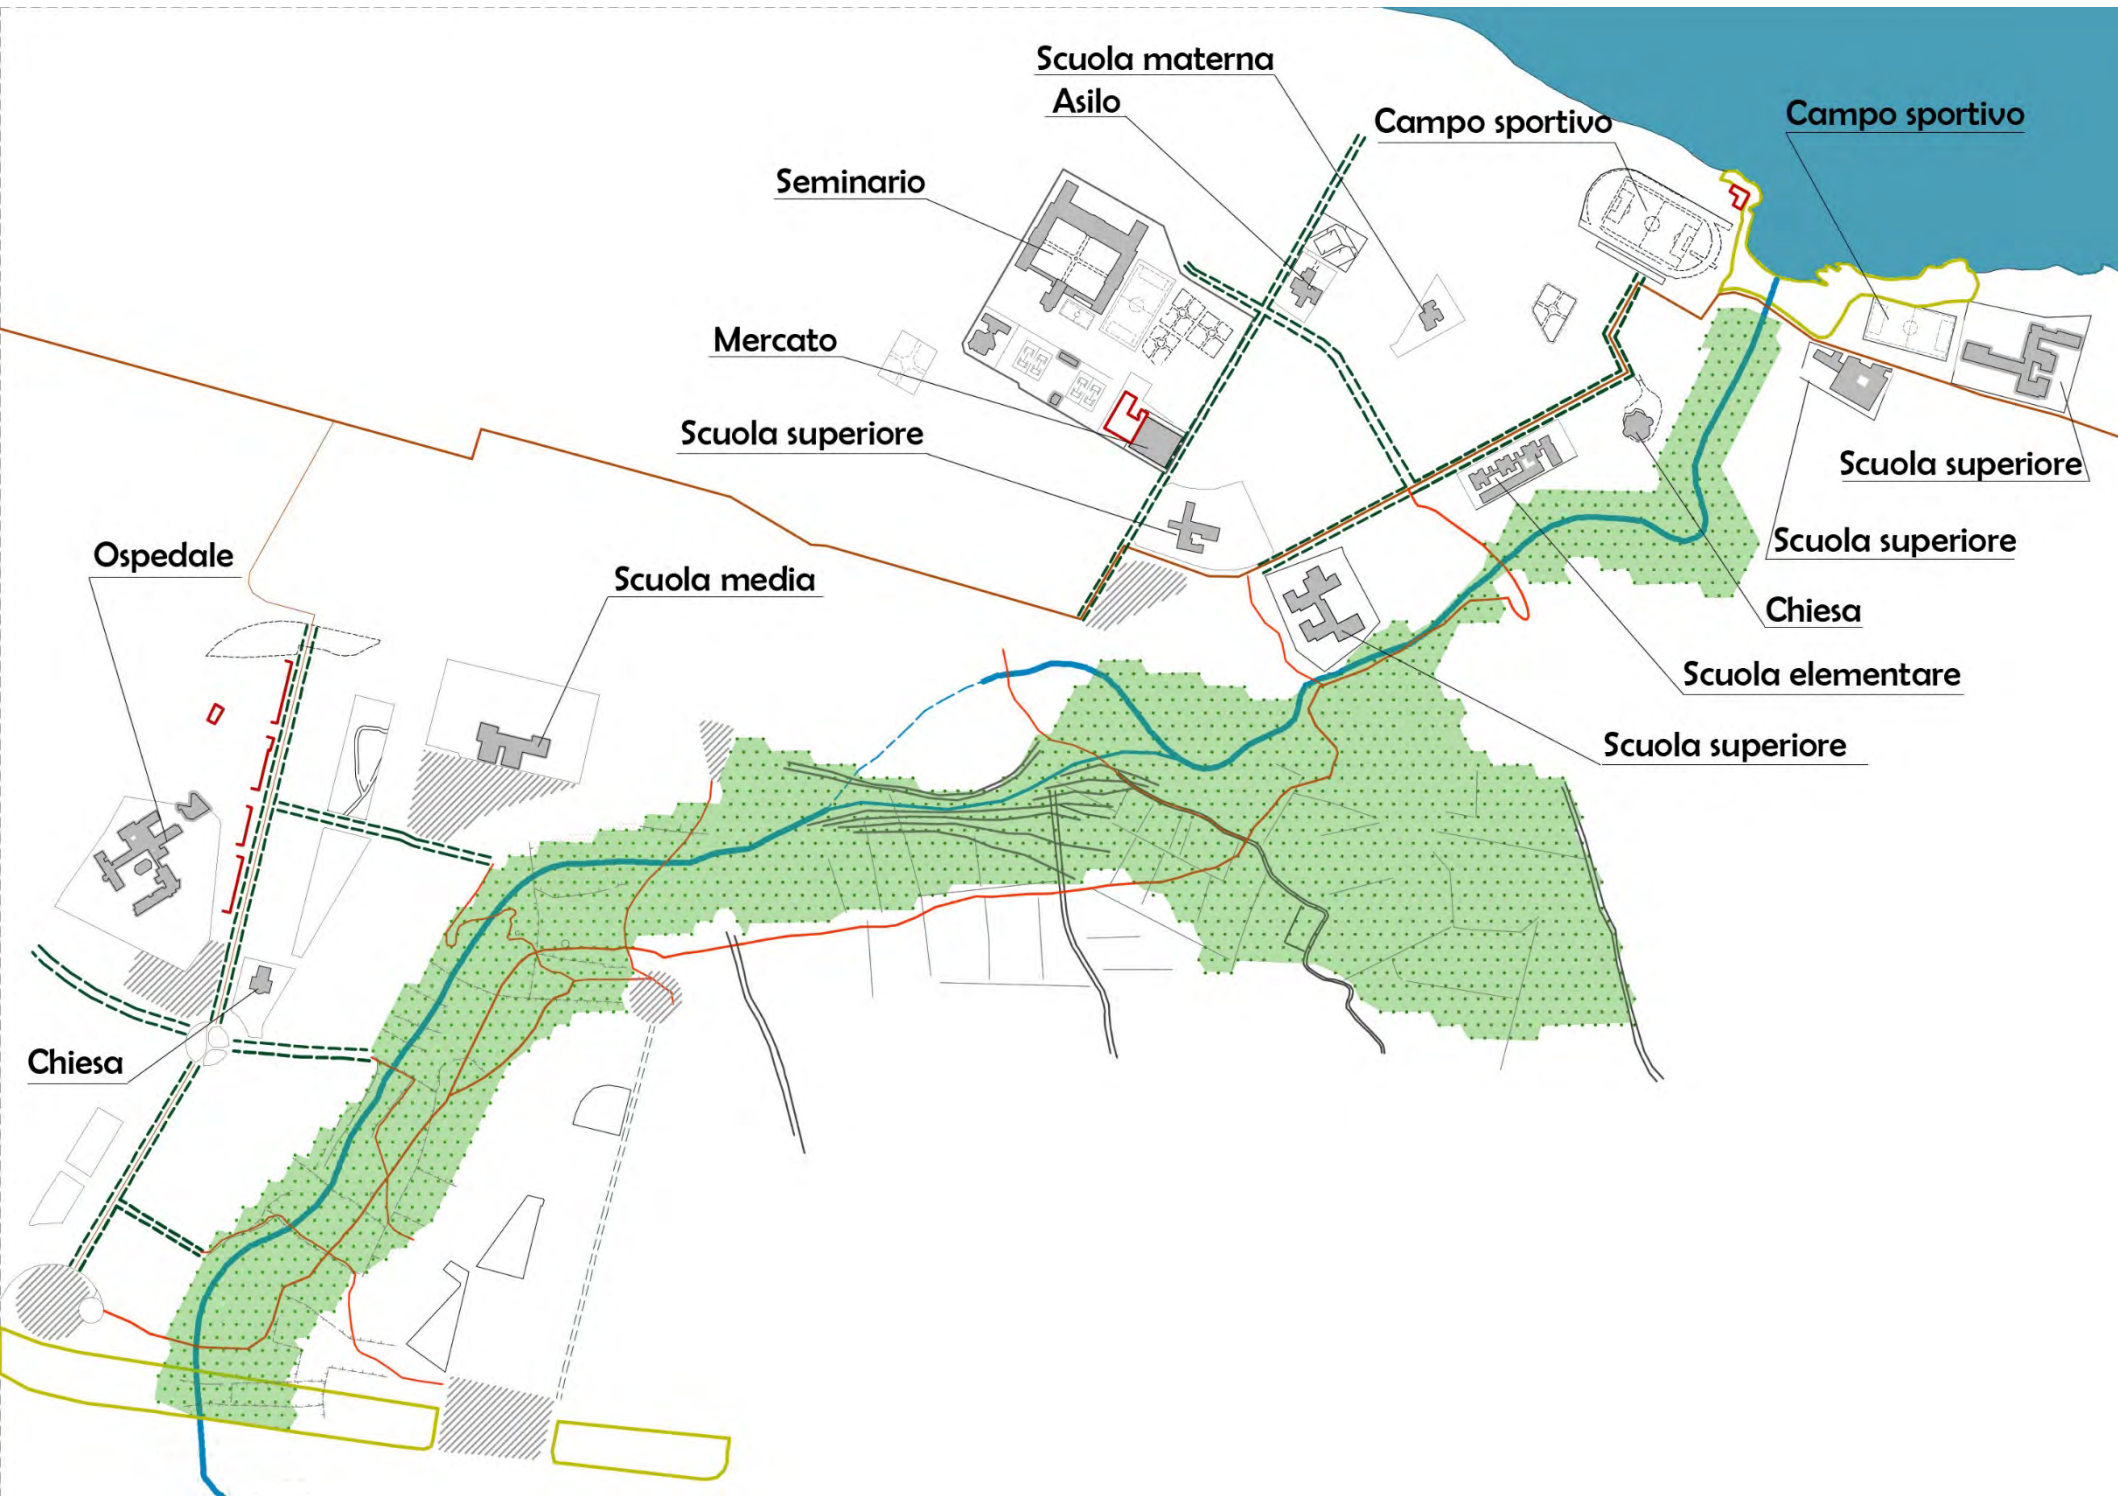 Scuola materna
Asilo
Campo sportivo
Campo sportivo
Seminario
Mercato
Scuola superiore
Scuola superiore
Ospedale
Scuola media
Scuola superiore
Chiesa
Scuola elementare
Scuola superiore
Chiesa